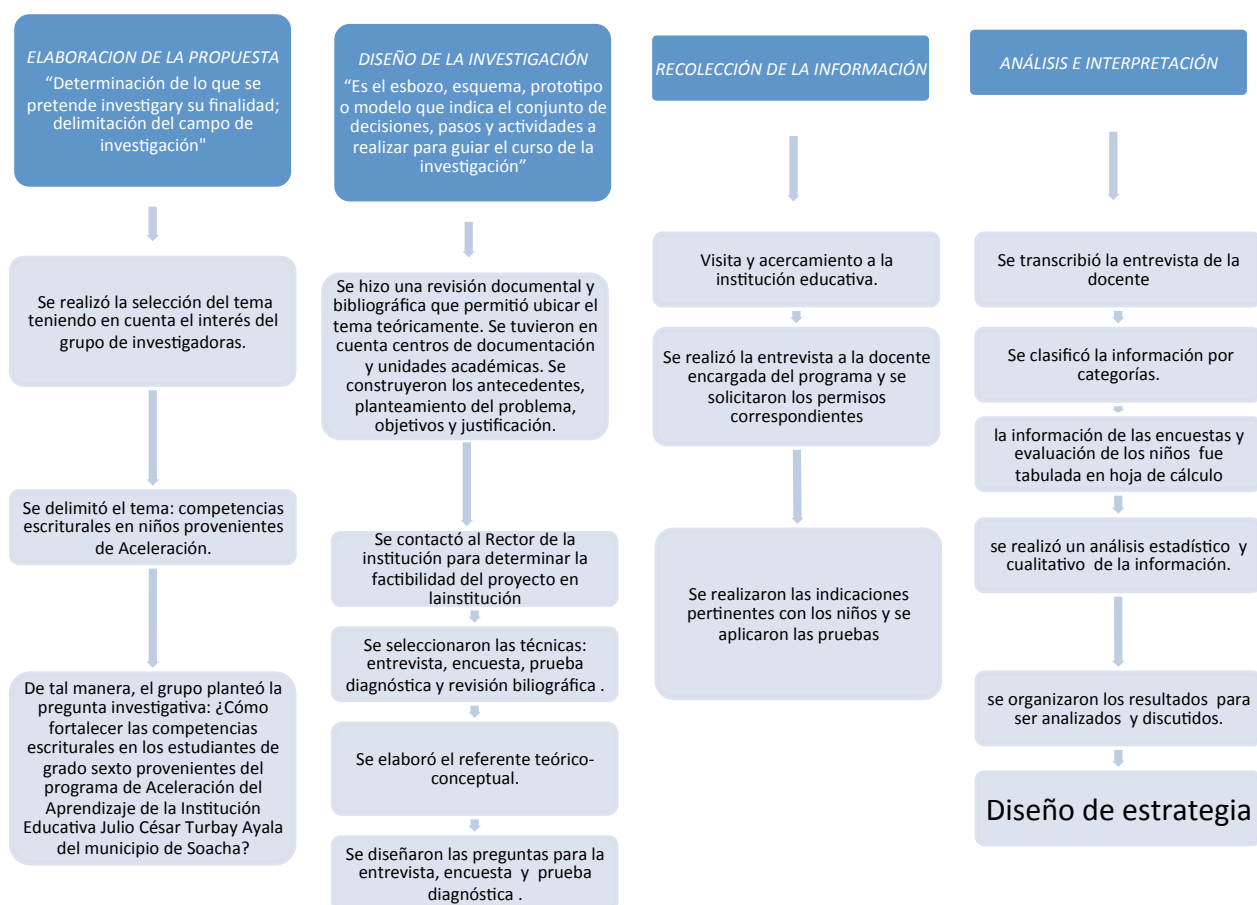 ELABORACION DE LA PROPUESTA
“Determinación de lo que se
pretende investigary su finalidad;
delimitación del campo de
investigación"
Se realizó la selección del tema
teniendo en cuenta el interés del
grupo de investigadoras.
Se delimitó el tema: competencias
escriturales en niños provenientes
de Aceleración.
De tal manera, el grupo planteó la
pregunta investigativa: ¿Cómo
fortalecer las competencias
escriturales en los estudiantes de
grado sexto provenientes del
programa de Aceleración del
Aprendizaje de la Institución
Educativa Julio César Turbay Ayala
del municipio de Soacha?
DISEÑO DE LA INVESTIGACIÓN
“Es el esbozo, esquema, prototipo
o modelo que indica el conjunto de
decisiones, pasos y actividades a
realizar para guiar el curso de la
investigación”
Se hizo una revisión documental y
bibliográfica que permitió ubicar el
tema teóricamente. Se tuvieron en
cuenta centros de documentación
y unidades académicas. Se
construyeron los antecedentes,
planteamiento del problema,
objetivos y justificación.
Se contactó al Rector de la
institución para determinar la
factibilidad del proyecto en
lainstitución
Se seleccionaron las técnicas:
entrevista, encuesta, prueba
diagnóstica y revisión biliográfica .
Se elaboró el referente teórico-
conceptual.
Se diseñaron las preguntas para la
entrevista, encuesta y prueba
diagnóstica .
RECOLECCIÓN DE LA INFORMACIÓN
Visita y acercamiento a la
institución educativa.
Se realizó la entrevista a la docente
encargada del programa y se
solicitaron los permisos
correspondientes
Se realizaron las indicaciones
pertinentes con los niños y se
aplicaron las pruebas
ANÁLISIS E INTERPRETACIÓN
Se transcribió la entrevista de la
docente
Se clasificó la información por
categorías.
la información de las encuestas y
evaluación de los niños fue
tabulada en hoja de cálculo
se realizó un análisis estadístico y
cualitativo de la información.
se organizaron los resultados para
ser analizados y discutidos.
Diseño de estrategia